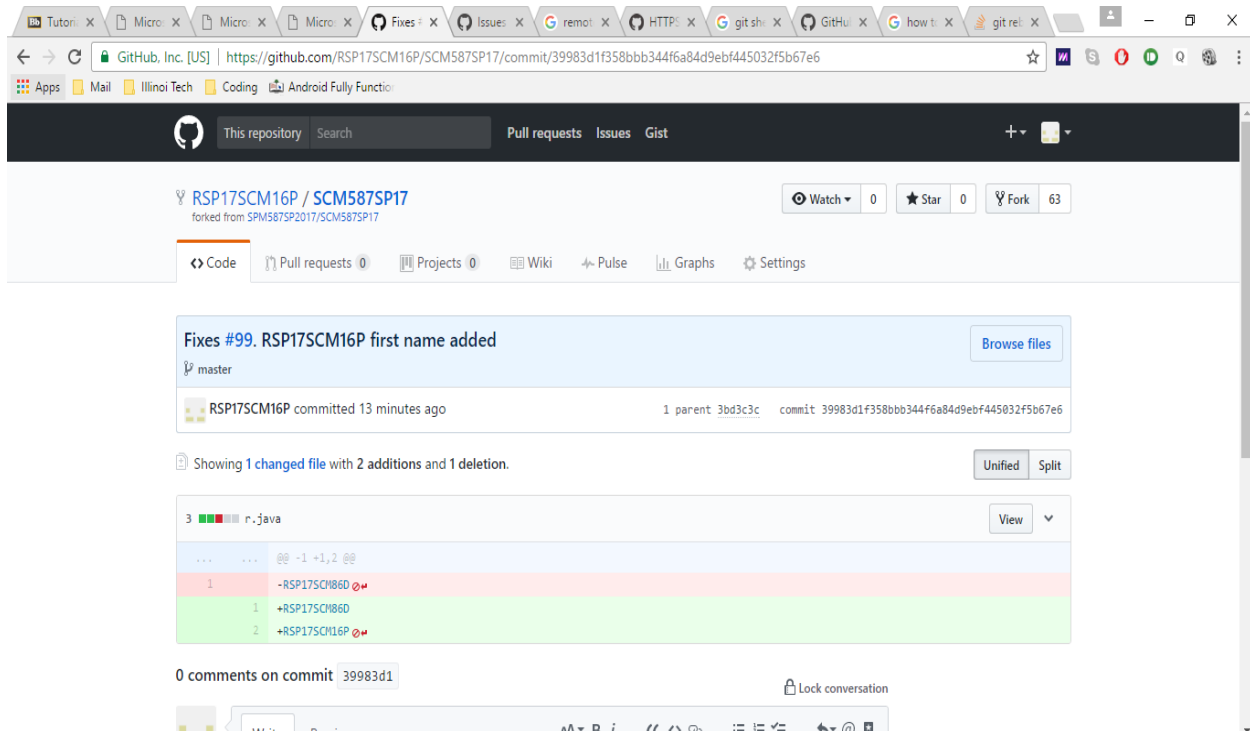 Tutori
Micro
Micro
Micro
Fixes #
Issues
remot
HTTPS
git she
GitHu
how t
git reb
GitHub, Inc. [US] | https://github.com/RSP17SCM16P/SCM587SP17/commit/39983d1f358bbb344f6a84d9ebf445032f5b67e6
Apps Mail Illinoi Tech Coding Android Fully Function
This repository Search Pull requests Issues Gist
RSP17SCM16P / SCM587SP17
Watch 0 Star 0 Fork 63
forked from SPM587SP2017/SCM587SP17
Code Pull requests 0 Projects 0 Wiki Pulse Graphs Settings
Fixes #99. RSP17SCM16P first name added
Browse files
master
RSP17SCM16P committed 13 minutes ago 1 parent 3bd3c3c commit 39983d1f358bbb344f6a84d9ebf445032f5b67e6
Showing 1 changed file with 2 additions and 1 deletion.
Unified Split
3 r.java View
... ... @@ -1 +1,2 @@
1 -RSP17SCM86D
1 +RSP17SCM86D
2 +RSP17SCM16P
0 comments on commit 39983d1
Lock conversation